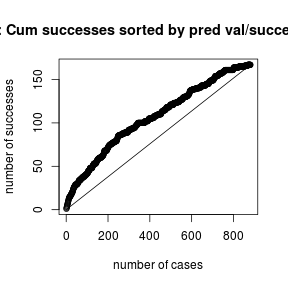 : Cum successes sorted by pred val/succe
number of successes
150
100
50
0
0 200 400 600 800
number of cases